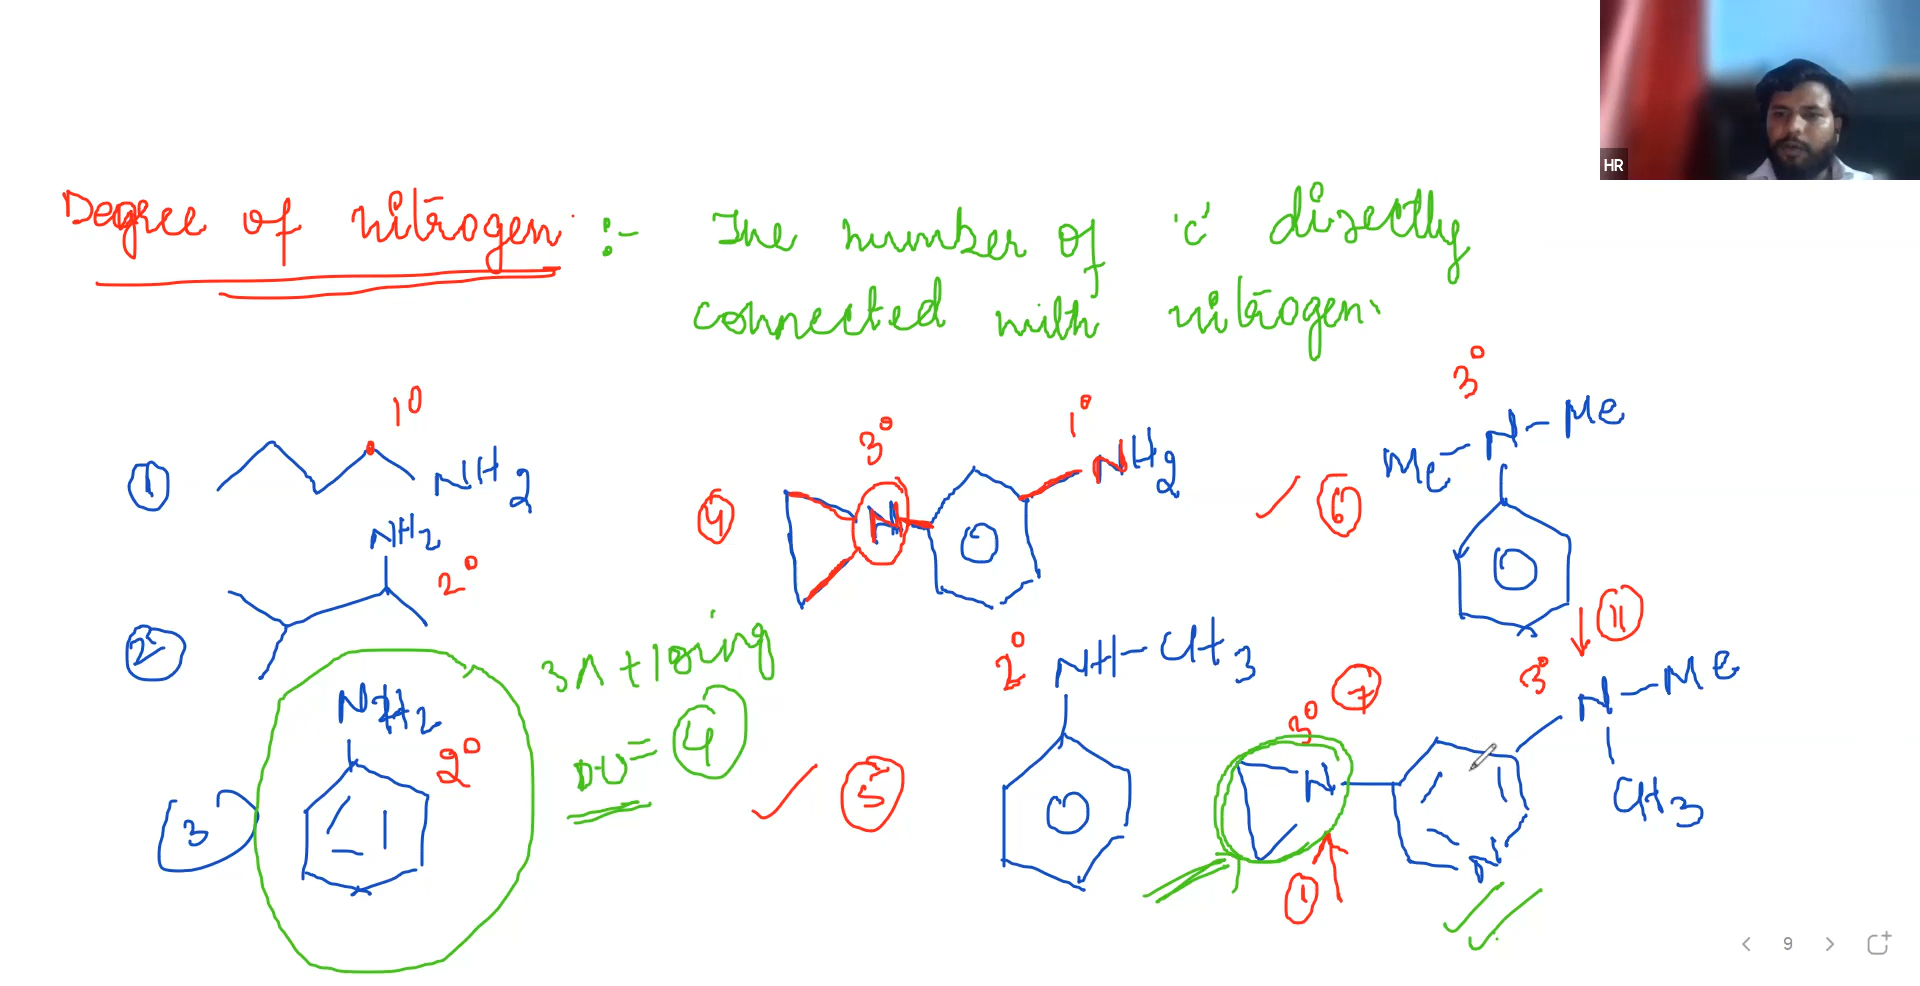 HR
Degree of nitrogen :- The number of 'c' directly
connected with nitrogen.
① 1° NH2
② NH2 2°
③ NH2 2°
3π + 1 ring
DU = ④
④ 3° N 1° NH2
⑤ 2° NH-CH3
⑥ 3° Me-N-Me
⑦ 3° N
①
⑪
3° N-Me
CH3
N
9